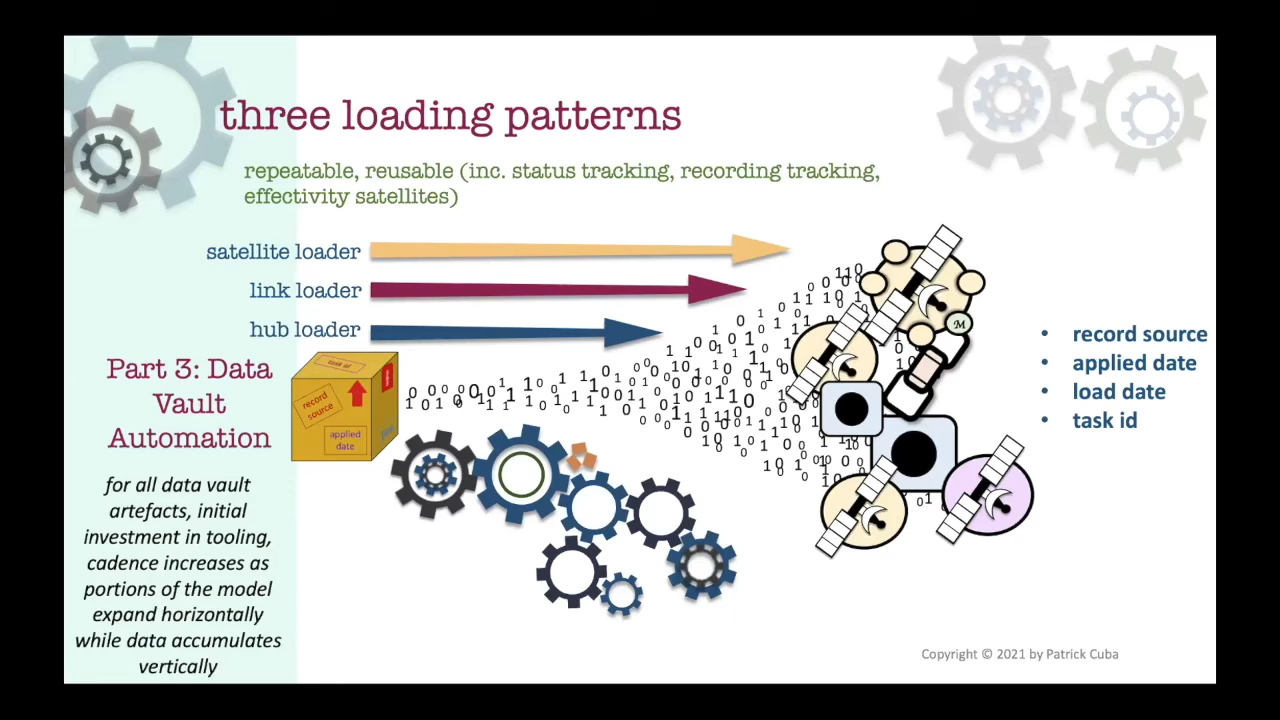 three loading patterns
repeatable, reusable (inc. status tracking, recording tracking,
effectivity satellites)
satellite loader
link loader
hub loader
Part 3: Data
Vault
Automation
for all data vault
artefacts, initial
investment in tooling,
cadence increases as
portions of the model
expand horizontally
while data accumulates
vertically
task id
record
source
applied
date
M
• record source
• applied date
• load date
• task id
Copyright © 2021 by Patrick Cuba